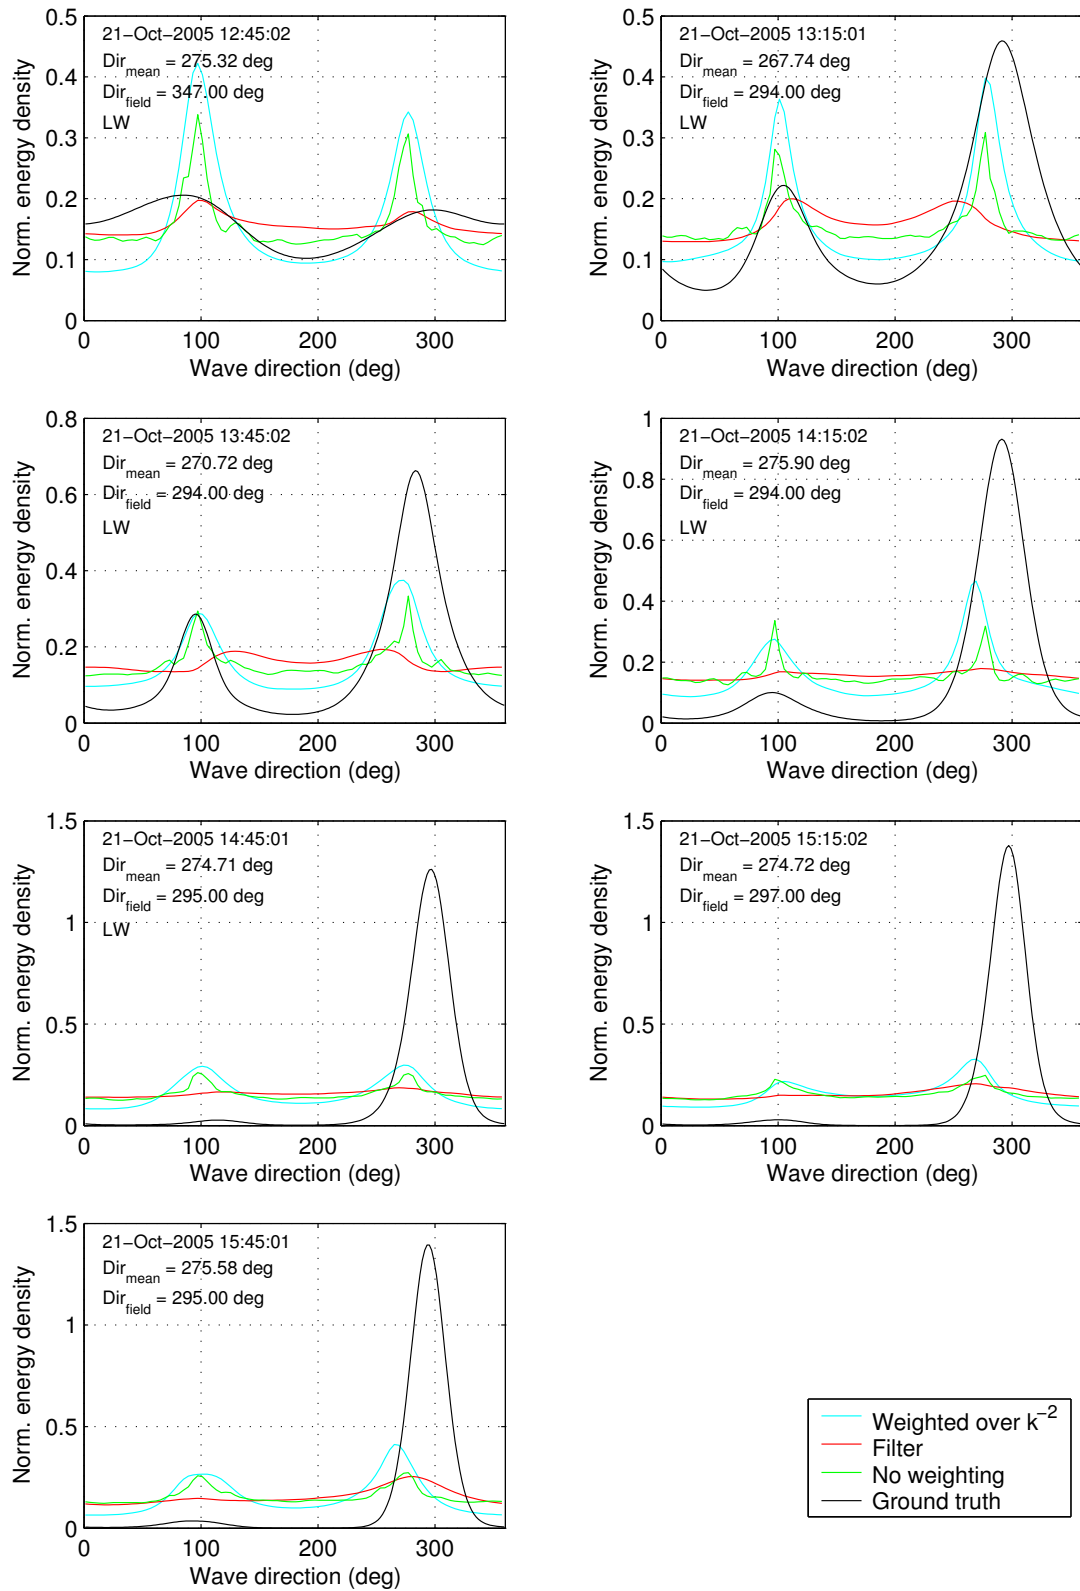 21-Oct-2005 12:45:02
Dir_mean = 275.32 deg
Dir_field = 347.00 deg
LW
0.5
0.4
0.3
0.2
0.1
0
Norm. energy density
0 100 200 300
Wave direction (deg)
21-Oct-2005 13:15:01
Dir_mean = 267.74 deg
Dir_field = 294.00 deg
LW
0.5
0.4
0.3
0.2
0.1
0
Norm. energy density
0 100 200 300
Wave direction (deg)
21-Oct-2005 13:45:02
Dir_mean = 270.72 deg
Dir_field = 294.00 deg
LW
0.8
0.6
0.4
0.2
0
Norm. energy density
0 100 200 300
Wave direction (deg)
21-Oct-2005 14:15:02
Dir_mean = 275.90 deg
Dir_field = 294.00 deg
LW
1
0.8
0.6
0.4
0.2
0
Norm. energy density
0 100 200 300
Wave direction (deg)
21-Oct-2005 14:45:01
Dir_mean = 274.71 deg
Dir_field = 295.00 deg
LW
1.5
1
0.5
0
Norm. energy density
0 100 200 300
Wave direction (deg)
21-Oct-2005 15:15:02
Dir_mean = 274.72 deg
Dir_field = 297.00 deg
1.5
1
0.5
0
Norm. energy density
0 100 200 300
Wave direction (deg)
21-Oct-2005 15:45:01
Dir_mean = 275.58 deg
Dir_field = 295.00 deg
1.5
1
0.5
0
Norm. energy density
0 100 200 300
Wave direction (deg)
Weighted over k^-2
Filter
No weighting
Ground truth